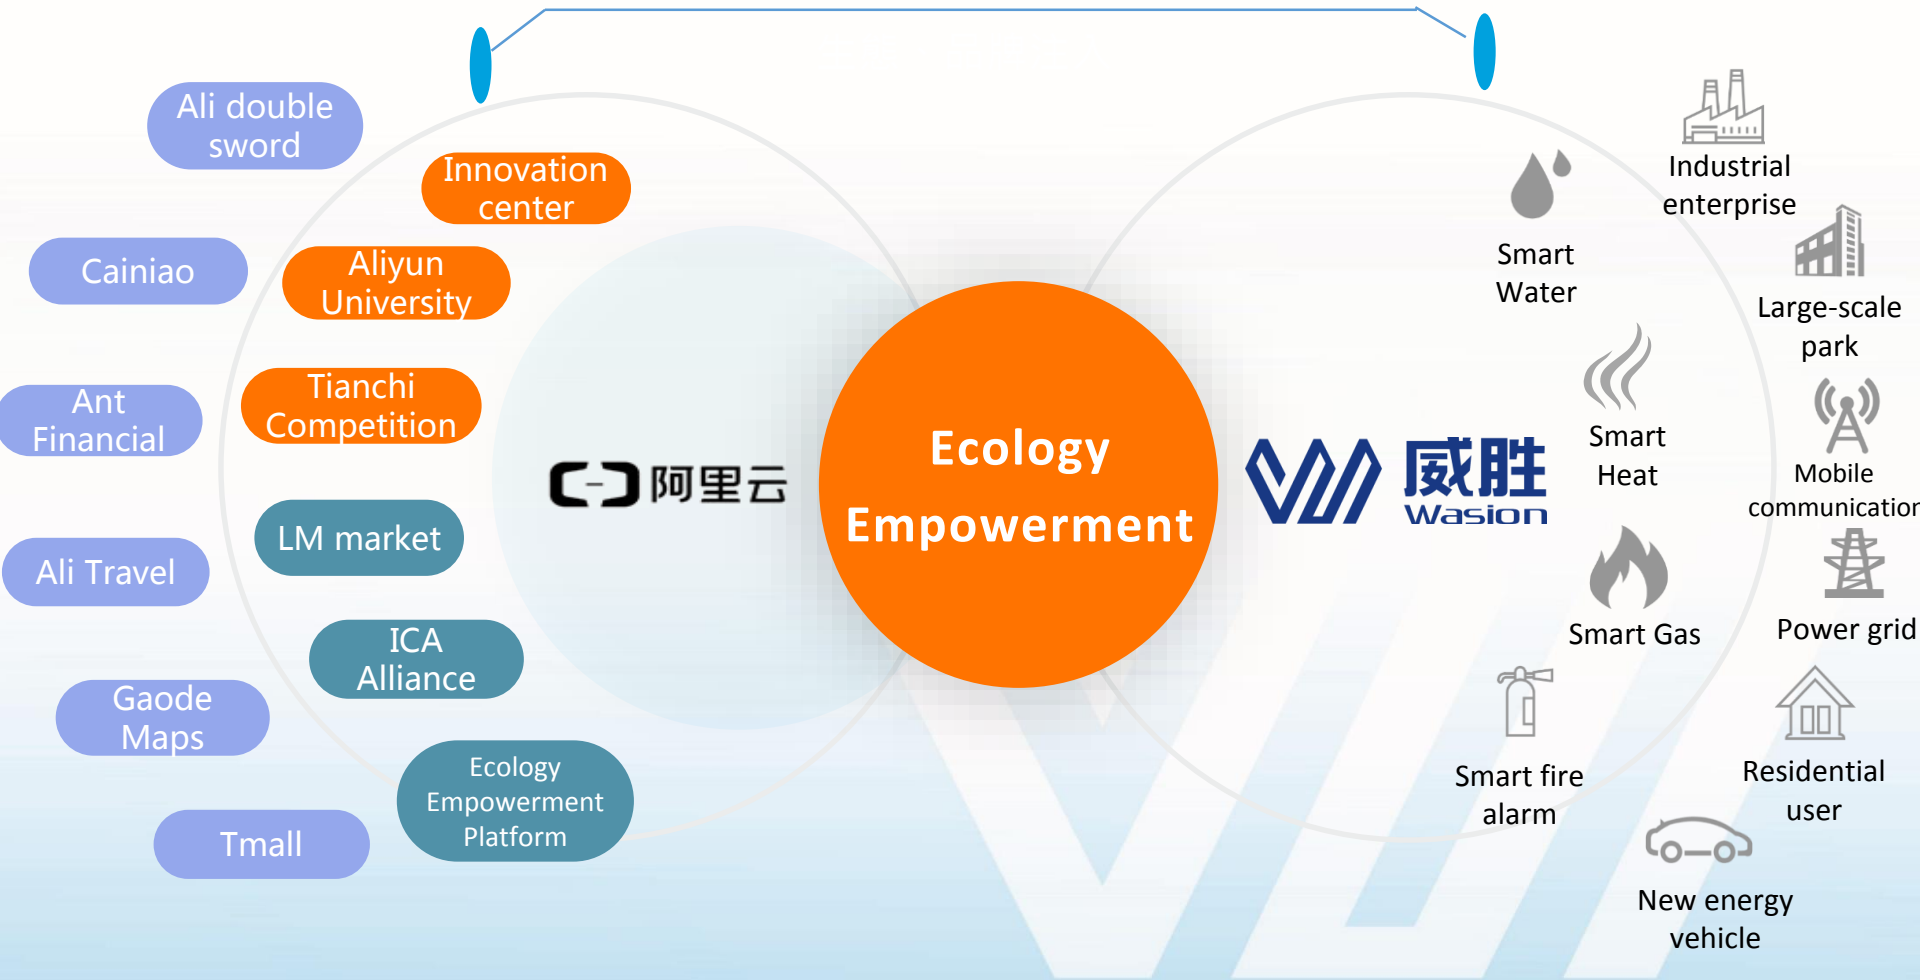 Ali double
sword
Innovation
center
Cainiao
Aliyun
University
Ant
Financial
Tianchi
Competition
阿里云
LM market
Ali Travel
ICA
Alliance
Gaode
Maps
Ecology
Empowerment
Platform
Tmall
Ecology
Empowerment
威胜
Wasion
Smart
Water
Smart
Heat
Smart Gas
Smart fire
alarm
Industrial
enterprise
Large-scale
park
Mobile
communication
Power grid
Residential
user
New energy
vehicle